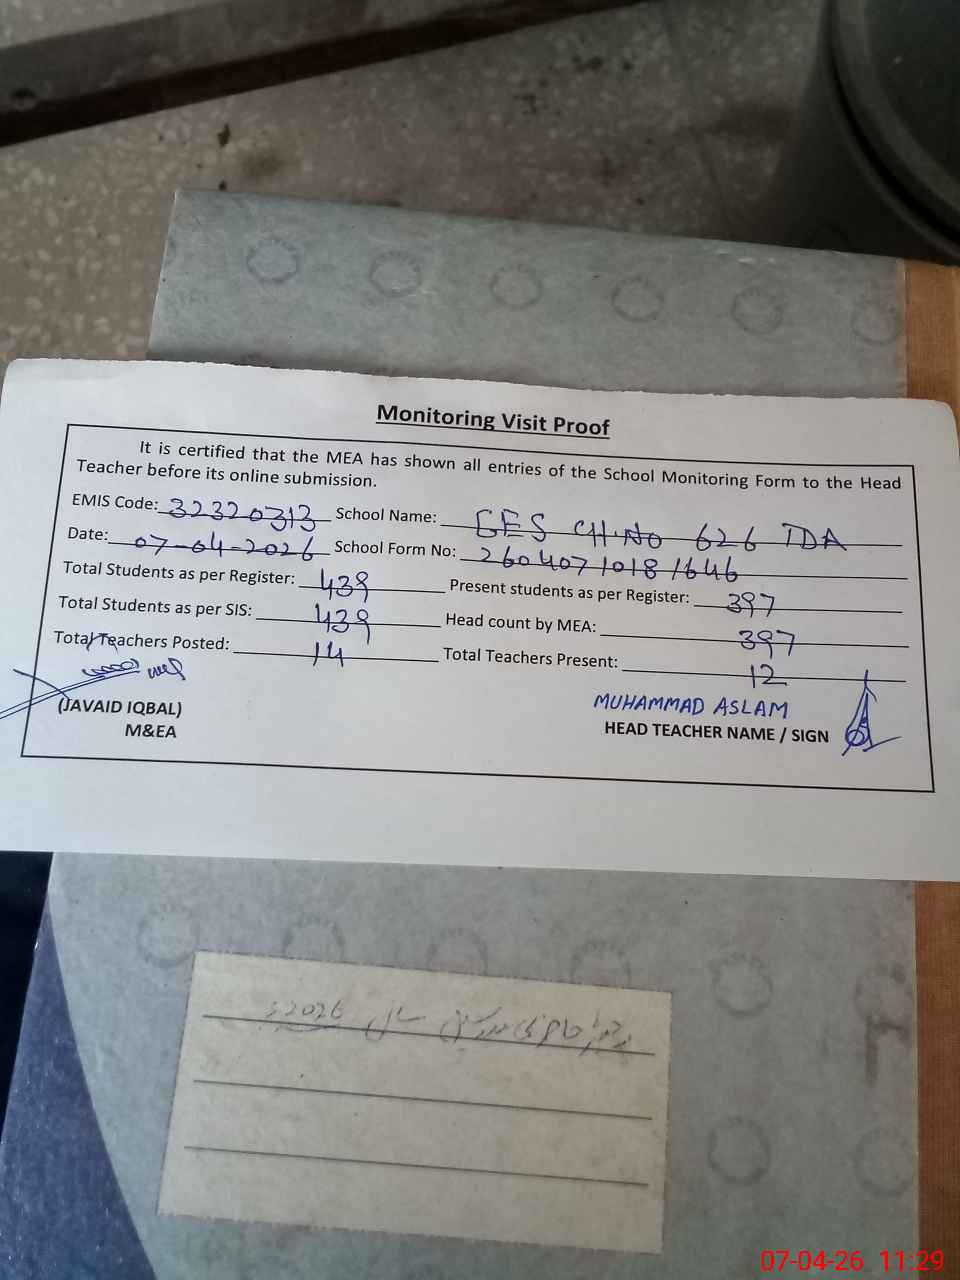 Monitoring Visit Proof
It is certified that the MEA has shown all entries of the School Monitoring Form to the Head
Teacher before its online submission.
EMIS Code: 32320313 School Name: GES CH.No 626 TDA
Date: 07-04-2026 School Form No: 26040710181646
Total Students as per Register: 439 Present students as per Register: 397
Total Students as per SIS: 439 Head count by MEA: 397
Total Teachers Posted: 14 Total Teachers Present: 12
(JAVAID IQBAL) MUHAMMAD ASLAM
M&EA HEAD TEACHER NAME / SIGN
سال 2026
07-04-26 11:29